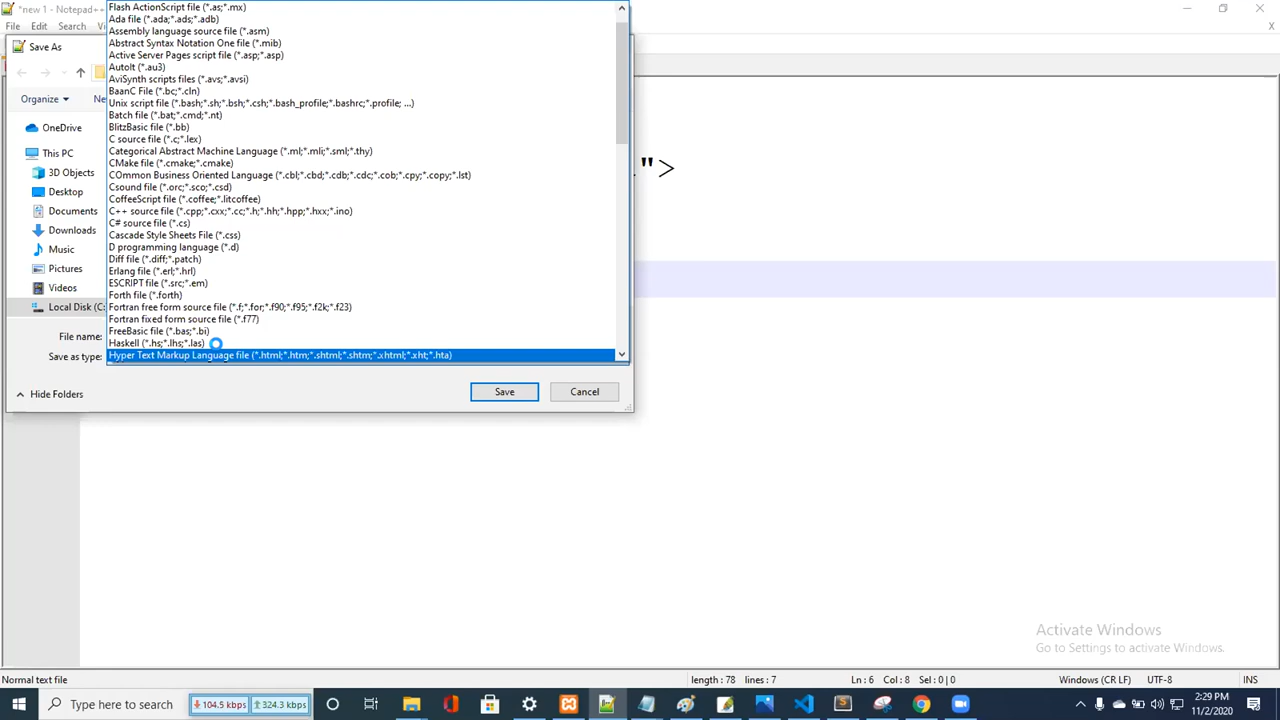 *new 1 - Notepad++
Flash ActionScript file (*.as;*.mx)
File Edit Search
Ada file (*.ada;*.ads;*.adb)
Assembly language source file (*.asm)
Save As
Abstract Syntax Notation One file (*.mib)
Active Server Pages script file (*.asp;*.asp)
AutoIt (*.au3)
AviSynth scripts files (*.avs;*.avsi)
BaanC File (*.bc;*.cln)
Organize
Unix script file (*.bash;*.sh;*.bsh;*.csh;*.bash_profile;*.bashrc;*.profile; ...)
Batch file (*.bat;*.cmd;*.nt)
OneDrive
BlitzBasic file (*.bb)
C source file (*.c;*.lex)
This PC
Categorical Abstract Machine Language (*.ml;*.mli;*.sml;*.thy)
CMake file (*.cmake;*.cmake)
">
3D Objects
COmmon Business Oriented Language (*.cbl;*.cbd;*.cdb;*.cdc;*.cob;*.cpy;*.copy;*.lst)
Csound file (*.orc;*.sco;*.csd)
Desktop
CoffeeScript file (*.coffee;*.litcoffee)
Documents
C++ source file (*.cpp;*.cxx;*.cc;*.h;*.hh;*.hpp;*.hxx;*.ino)
C# source file (*.cs)
Downloads
Cascade Style Sheets File (*.css)
Music
D programming language (*.d)
Diff file (*.diff;*.patch)
Pictures
Erlang file (*.erl;*.hrl)
ESCRIPT file (*.src;*.em)
Videos
Forth file (*.forth)
Local Disk (C:
Fortran free form source file (*.f;*.for;*.f90;*.f95;*.f2k;*.f23)
Fortran fixed form source file (*.f77)
FreeBasic file (*.bas;*.bi)
File name:
Haskell (*.hs;*.lhs;*.las)
Save as type:
Hyper Text Markup Language file (*.html;*.htm;*.shtml;*.shtm;*.xhtml;*.xht;*.hta)
Hide Folders
Save
Cancel
Activate Windows
Go to Settings to activate Windows.
Normal text file
length : 78 lines : 7
Ln : 6 Col : 8 Sel : 0 | 0
Windows (CR LF)
UTF-8
INS
Type here to search
104.5 kbps
324.3 kbps
2:29 PM
11/2/2020